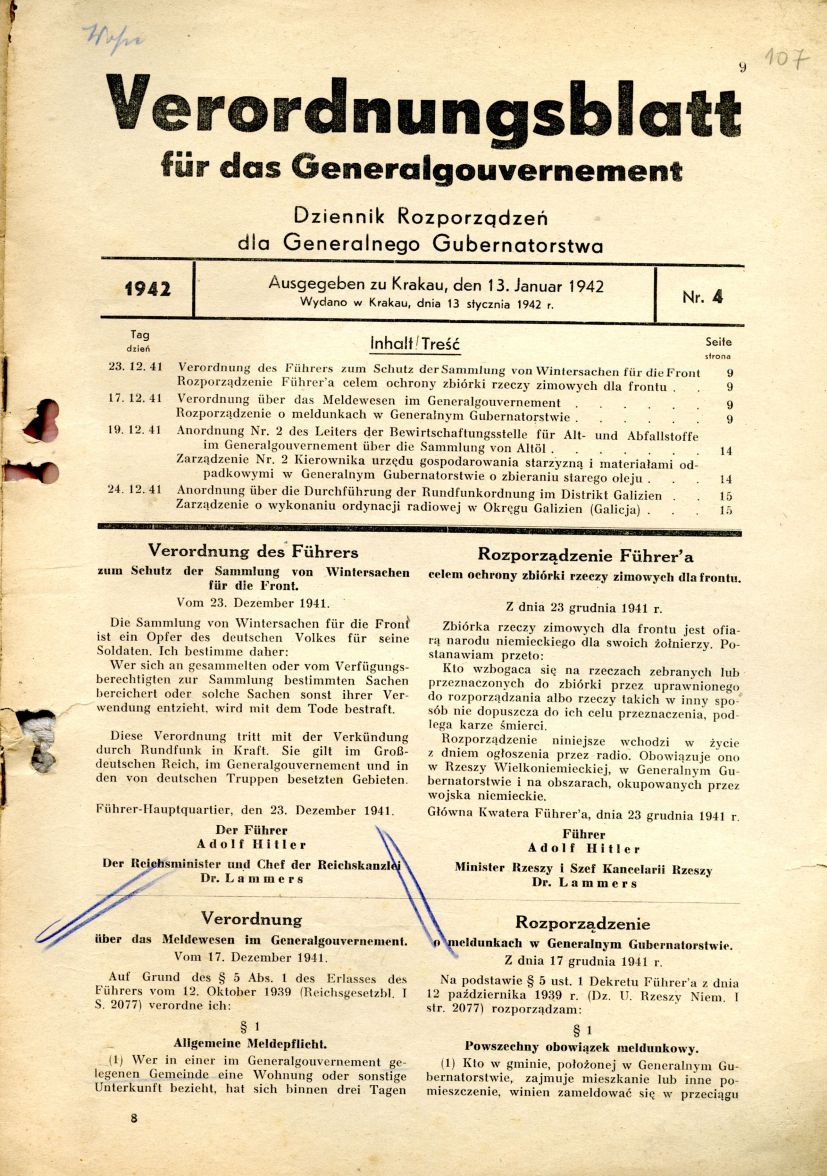 9
107
Verordnungsblatt
für das Generalgouvernement
Dziennik Rozporządzeń
dla Generalnego Gubernatorstwa
1942
Ausgegeben zu Krakau, den 13. Januar 1942
Wydano w Krakau, dnia 13 stycznia 1942 r.
Nr. 4
Tag
dzień
Inhalt/Treść
Seite
strona
23. 12. 41 Verordnung des Führers zum Schutz der Sammlung von Wintersachen für die Front 9
Rozporządzenie Führer'a celem ochrony zbiórki rzeczy zimowych dla frontu . . 9
17. 12. 41 Verordnung über das Meldewesen im Generalgouvernement . . . . . . 9
Rozporządzenie o meldunkach w Generalnym Gubernatorstwie . . . . . . 9
19. 12. 41 Anordnung Nr. 2 des Leiters der Bewirtschaftungsstelle für Alt- und Abfallstoffe
im Generalgouvernement über die Sammlung von Altöl . . . . . . . 14
Zarządzenie Nr. 2 Kierownika urzędu gospodarowania starzyzną i materiałami od-
padkowymi w Generalnym Gubernatorstwie o zbieraniu starego oleju . . . 14
24. 12. 41 Anordnung über die Durchführung der Rundfunkordnung im Distrikt Galizien . . 15
Zarządzenie o wykonaniu ordynacji radiowej w Okręgu Galizien (Galicja) . . . 15
Verordnung des Führers
zum Schutz der Sammlung von Wintersachen
für die Front.
Vom 23. Dezember 1941.
Die Sammlung von Wintersachen für die Front
ist ein Opfer des deutschen Volkes für seine
Soldaten. Ich bestimme daher:
Wer sich an gesammelten oder vom Verfügungs-
berechtigten zur Sammlung bestimmten Sachen
bereichert oder solche Sachen sonst ihrer Ver-
wendung entzieht, wird mit dem Tode bestraft.
Diese Verordnung tritt mit der Verkündung
durch Rundfunk in Kraft. Sie gilt im Groß-
deutschen Reich, im Generalgouvernement und in
den von deutschen Truppen besetzten Gebieten.
Führer-Hauptquartier, den 23. Dezember 1941.
Der Führer
Adolf Hitler
Der Reichsminister und Chef der Reichskanzlei
Dr. Lammers
Verordnung
über das Meldewesen im Generalgouvernement.
Vom 17. Dezember 1941.
Auf Grund des § 5 Abs. 1 des Erlasses des
Führers vom 12. Oktober 1939 (Reichsgesetzbl. I
S. 2077) verordne ich:
§ 1
Allgemeine Meldepflicht.
(1) Wer in einer im Generalgouvernement ge-
legenen Gemeinde eine Wohnung oder sonstige
Unterkunft bezieht, hat sich binnen drei Tagen
8
Rozporządzenie Führer'a
celem ochrony zbiórki rzeczy zimowych dla frontu.
Z dnia 23 grudnia 1941 r.
Zbiórka rzeczy zimowych dla frontu jest ofia-
rą narodu niemieckiego dla swoich żołnierzy. Po-
stanawiam przeto:
Kto wzbogaca się na rzeczach zebranych lub
przeznaczonych do zbiórki przez uprawnionego
do rozporządzania albo rzeczy takich w inny spo-
sób nie dopuszcza do ich celu przeznaczenia, pod-
lega karze śmierci.
Rozporządzenie niniejsze wchodzi w życie
z dniem ogłoszenia przez radio. Obowiązuje ono
w Rzeszy Wielkoniemieckiej, w Generalnym Gu-
bernatorstwie i na obszarach, okupowanych przez
wojska niemieckie.
Główna Kwatera Führer'a, dnia 23 grudnia 1941 r.
Führer
Adolf Hitler
Minister Rzeszy i Szef Kancelarii Rzeszy
Dr. Lammers
Rozporządzenie
o meldunkach w Generalnym Gubernatorstwie.
Z dnia 17 grudnia 1941 r.
Na podstawie § 5 ust. 1 Dekretu Führer'a z dnia
12 października 1939 r. (Dz. U. Rzeszy Niem. I
str. 2077) rozporządzam:
§ 1
Powszechny obowiązek meldunkowy.
(1) Kto w gminie, położonej w Generalnym Gu-
bernatorstwie, zajmuje mieszkanie lub inne po-
mieszczenie, winien zameldować się w przeciągu